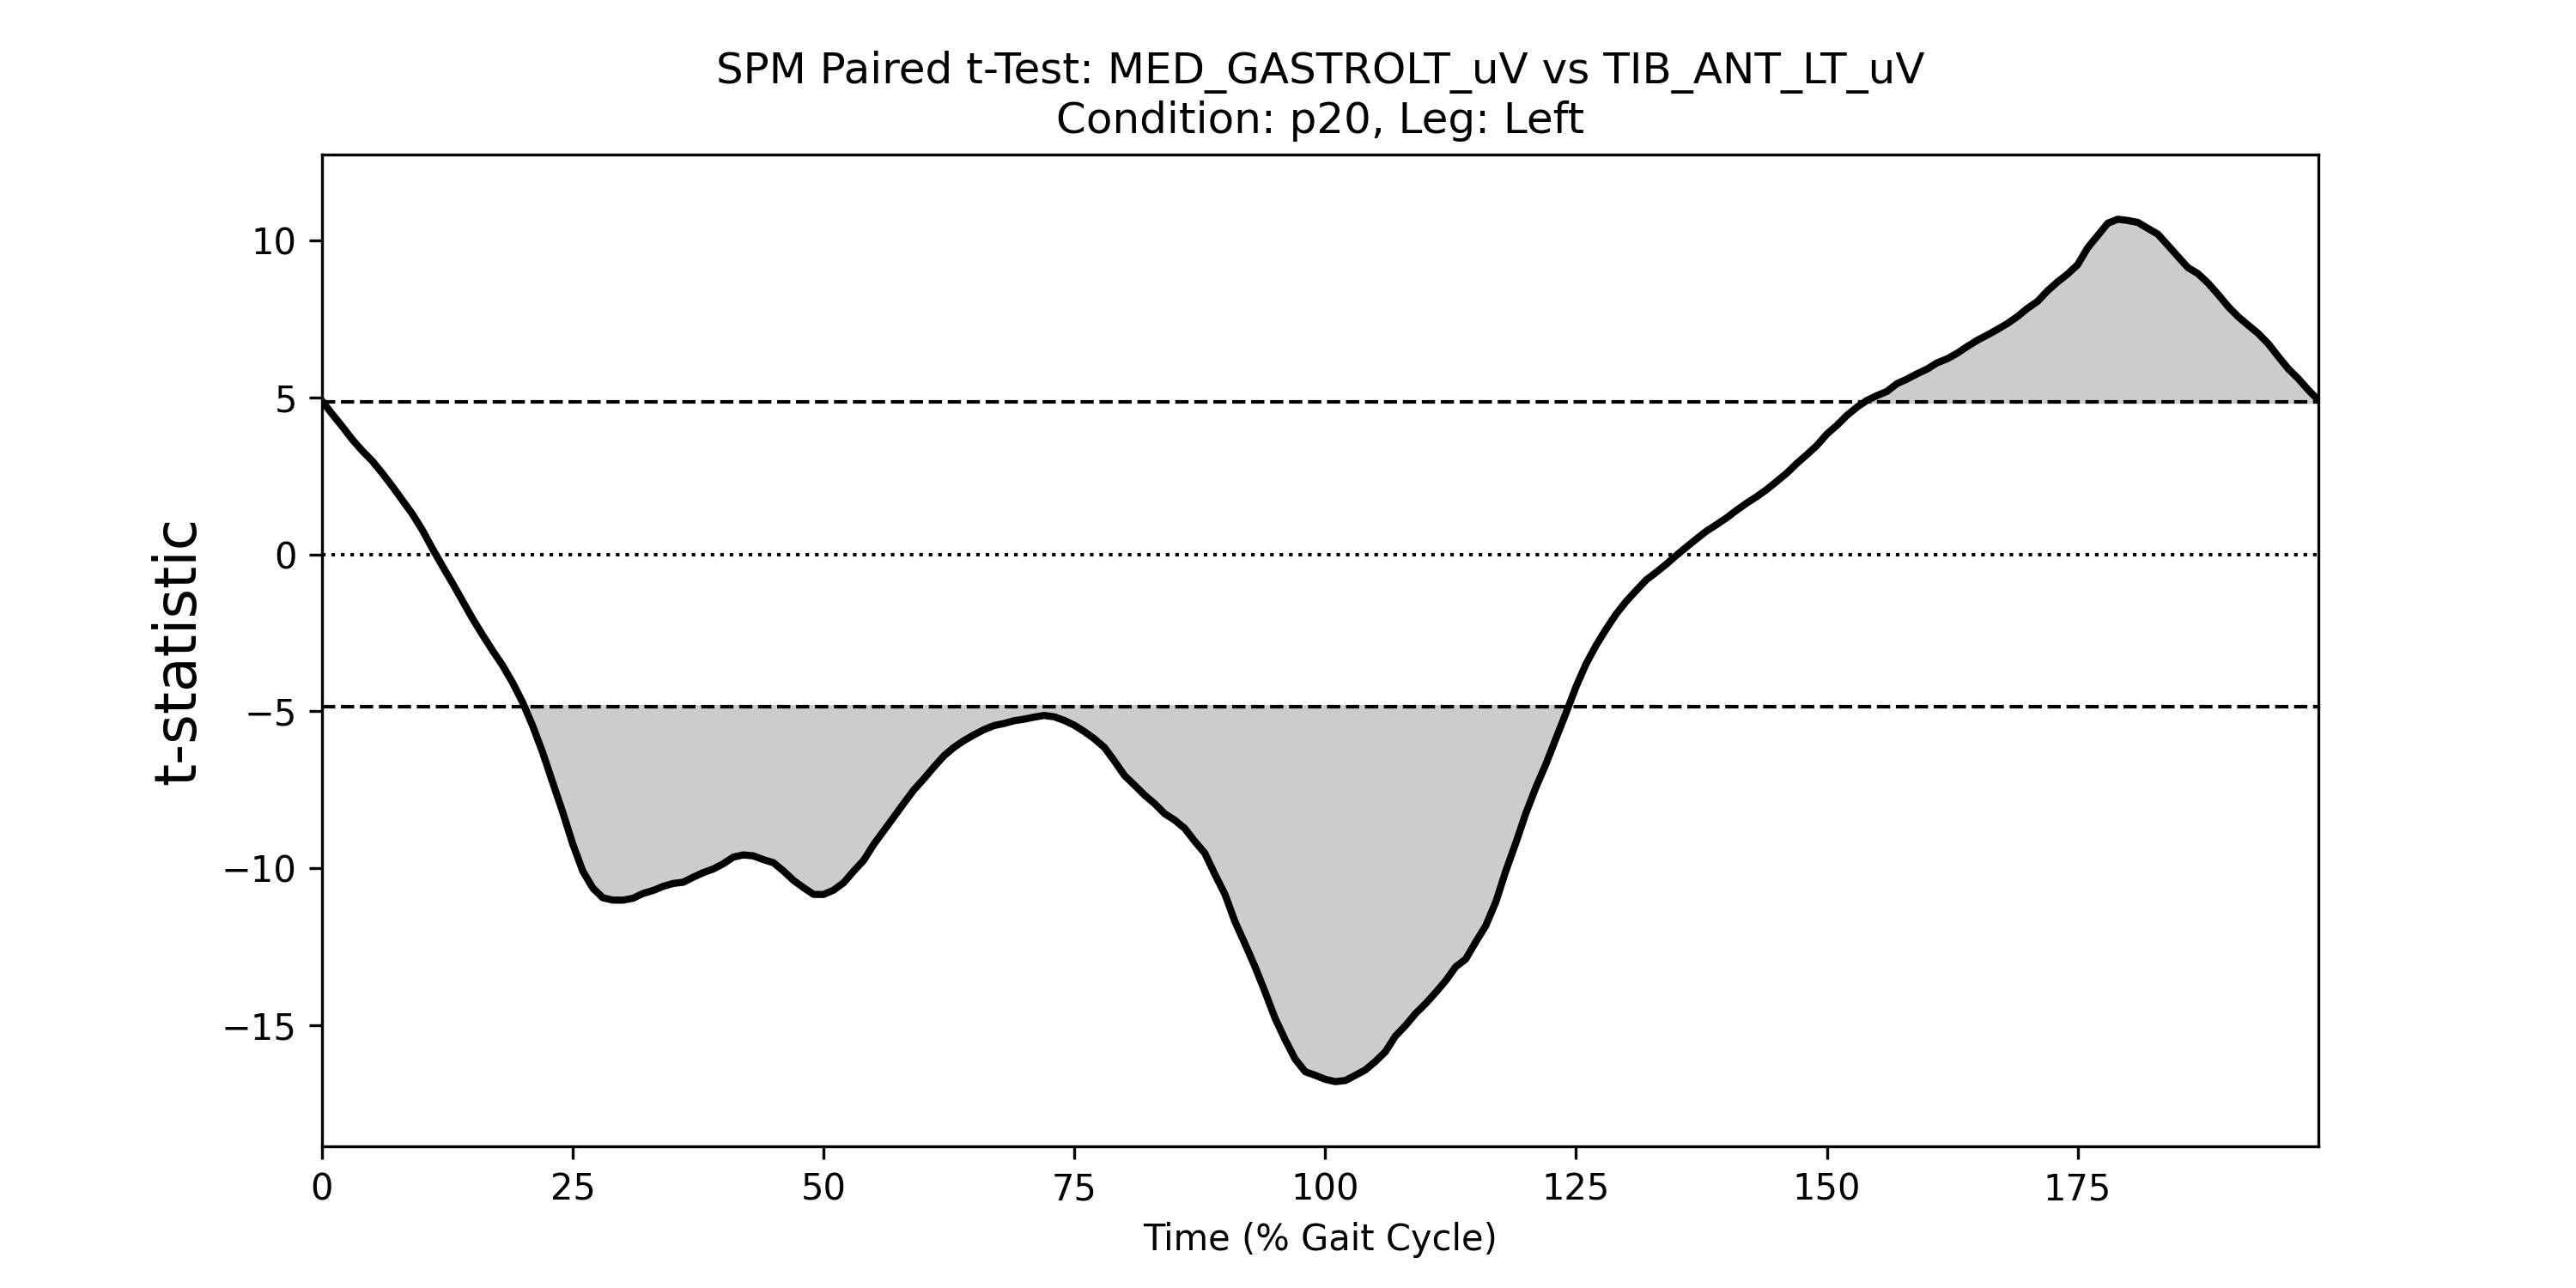 SPM Paired t-Test: MED_GASTROLT_uV vs TIB_ANT_LT_uV
Condition: p20, Leg: Left
10
5
0
−5
−10
−15
t-statistic
0 25 50 75 100 125 150 175
Time (% Gait Cycle)